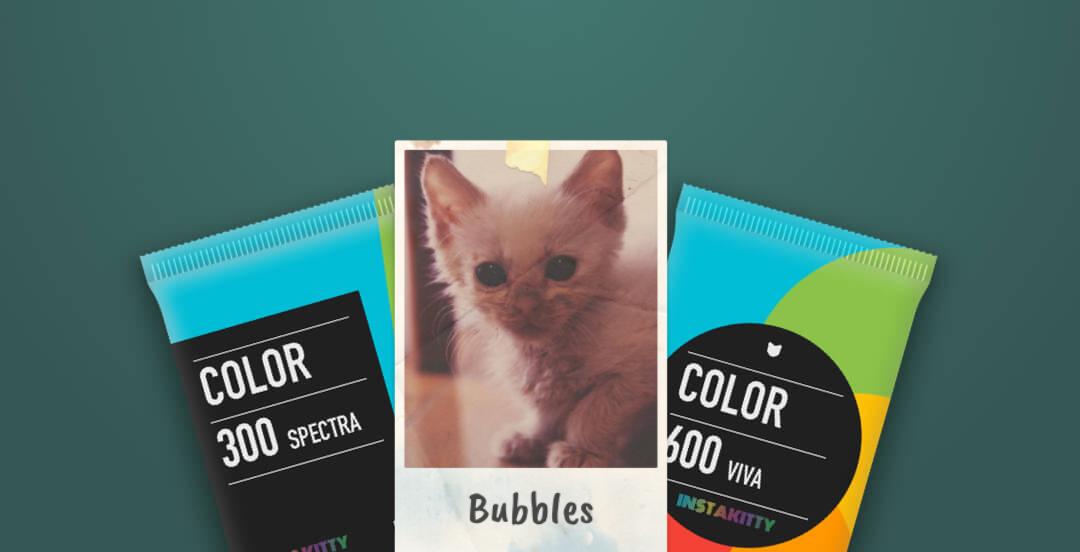 COLOR
300 SPECTRA
Bubbles
COLOR
600 VIVA
INSTAKITTY